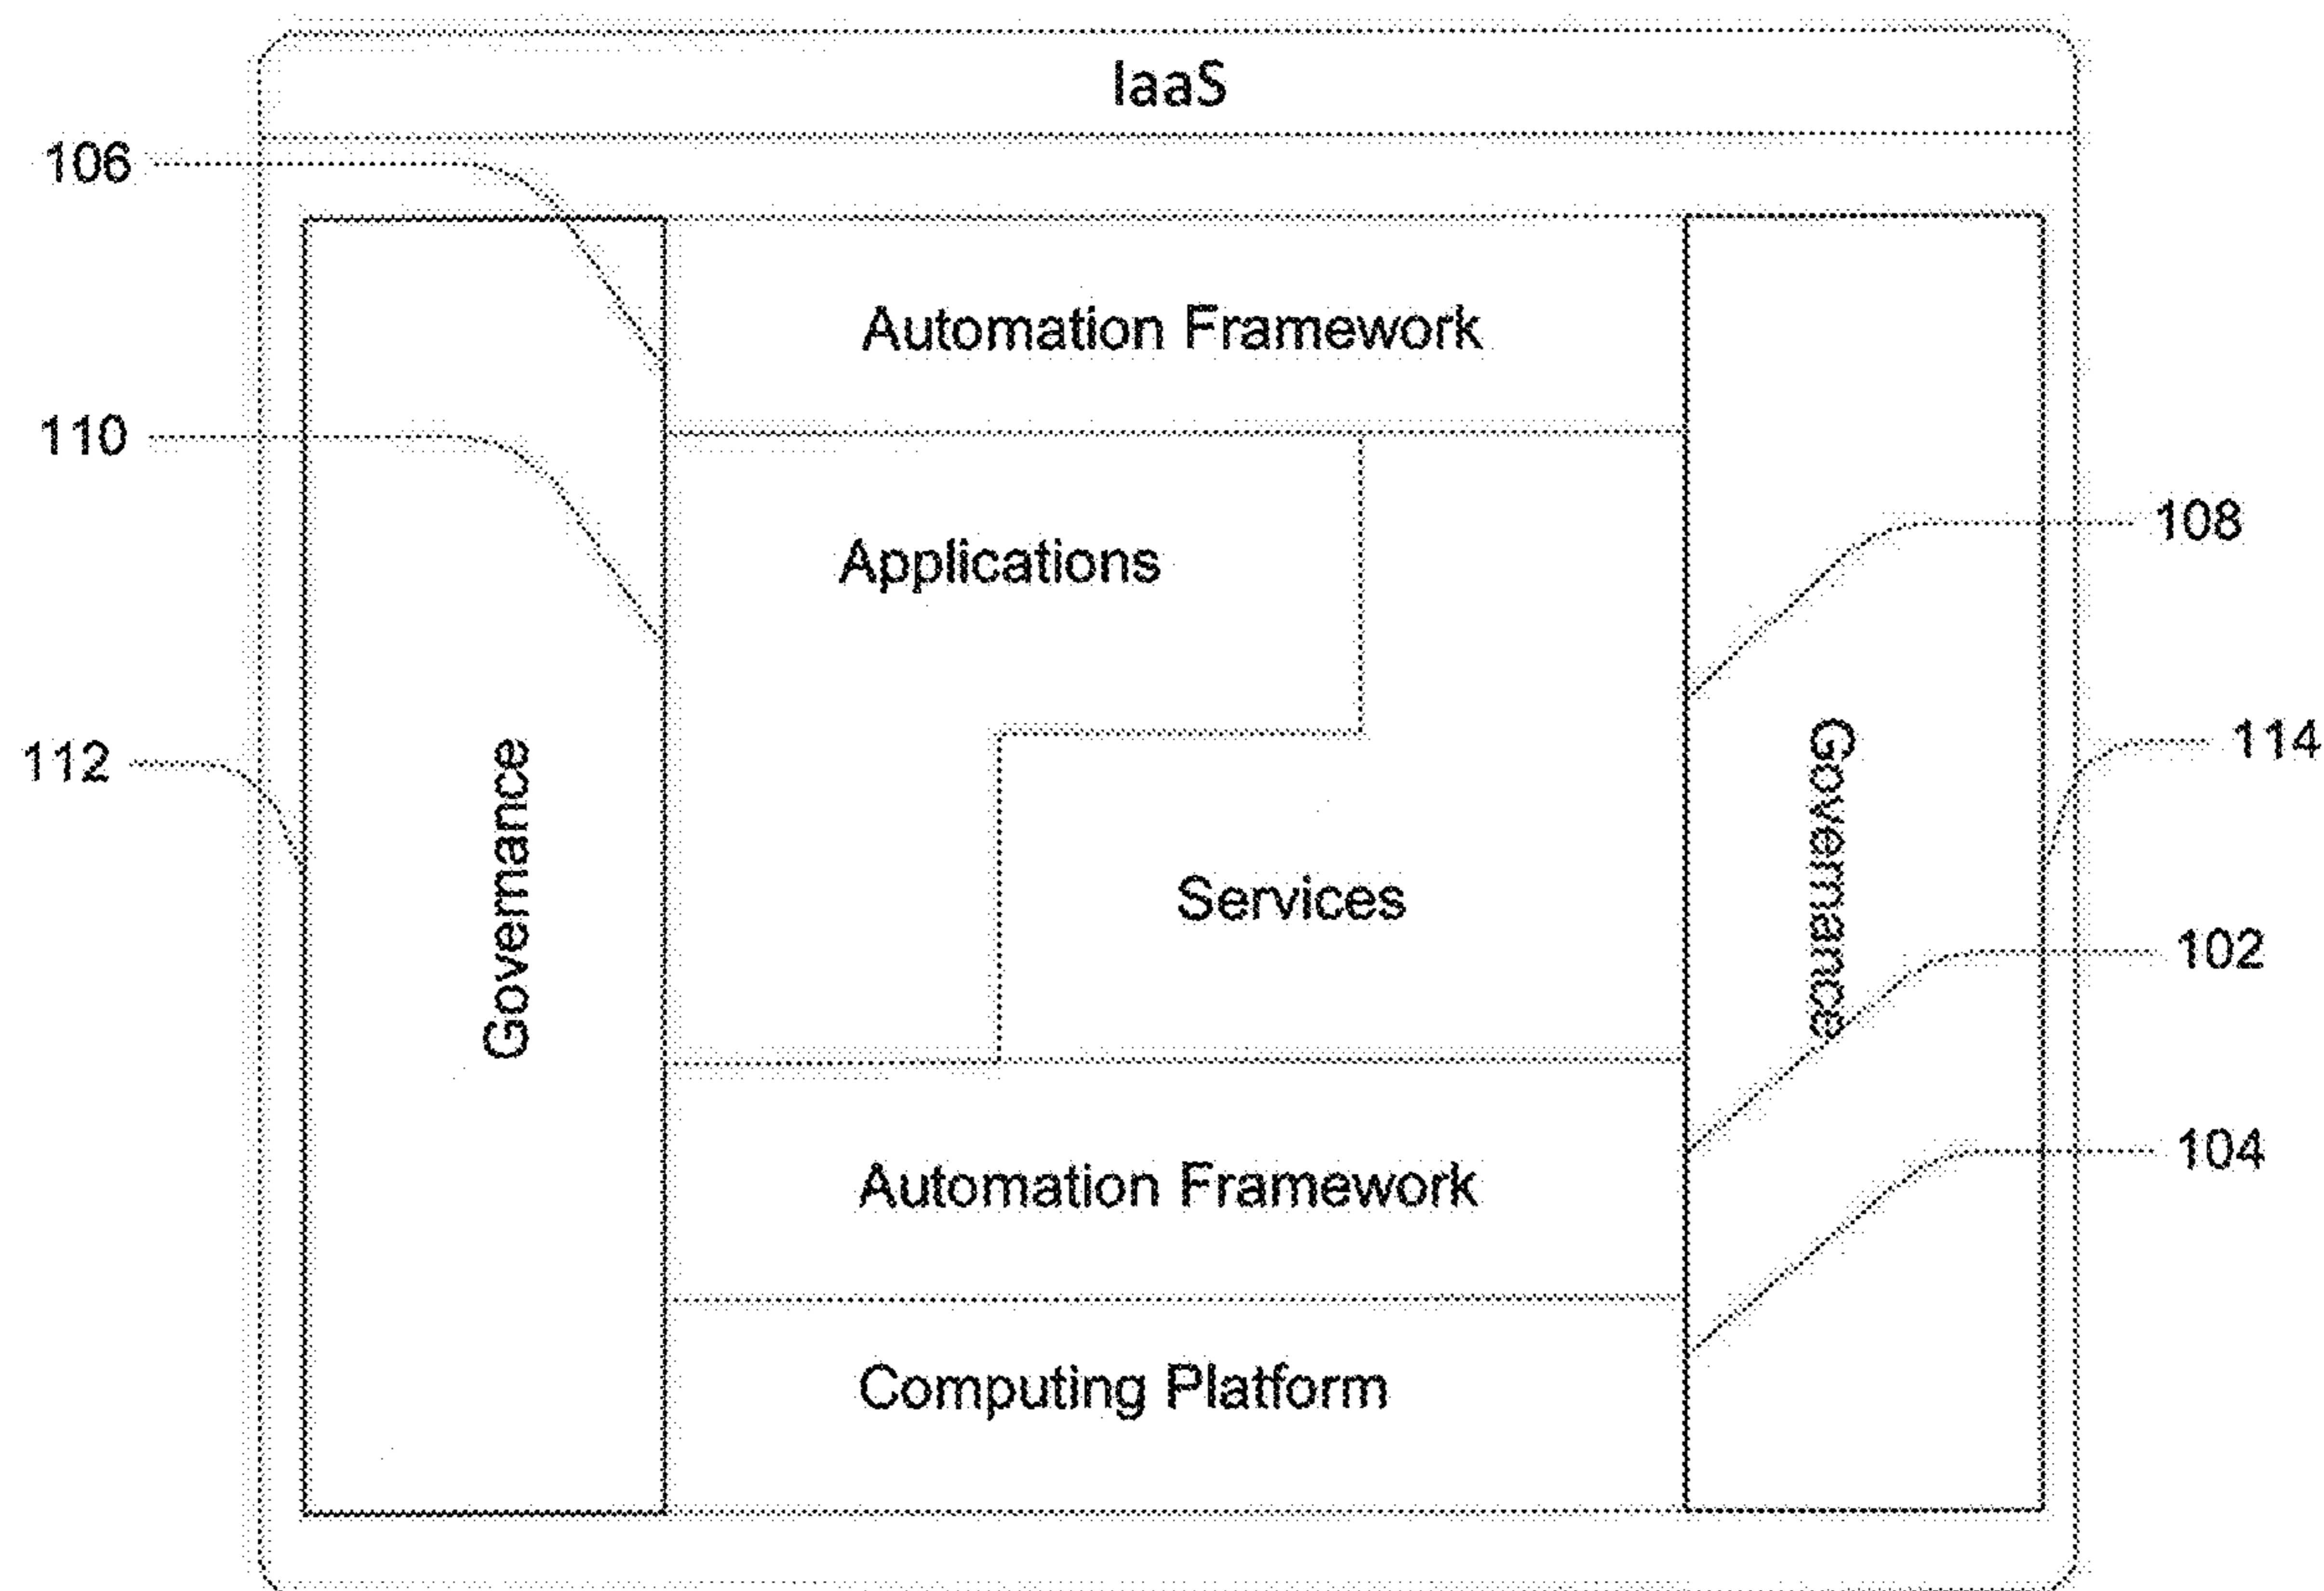 IaaS
106
Automation Framework
110
Applications
108
112
Governance
Governance
114
Services
102
Automation Framework
104
Computing Platform